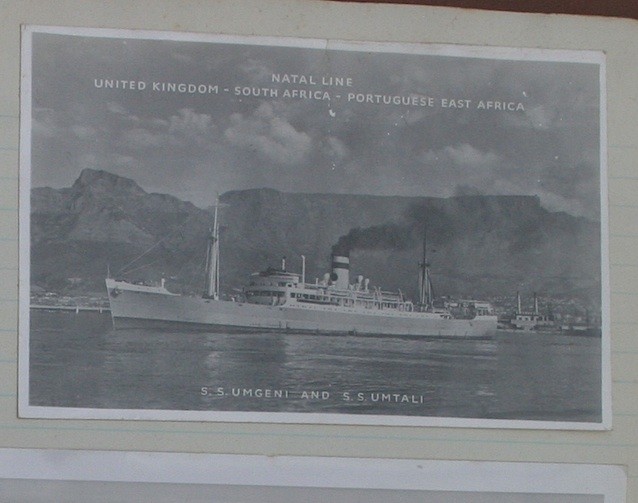 NATAL LINE
UNITED KINGDOM - SOUTH AFRICA - PORTUGUESE EAST AFRICA
S.S. UMGENI AND S.S. UMTALI